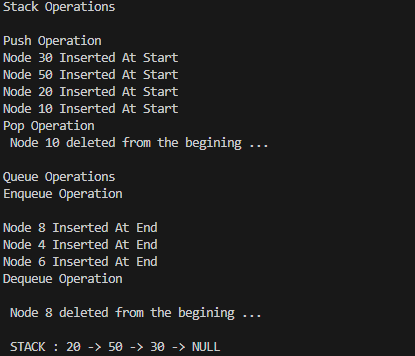 Stack Operations
Push Operation
Node 30 Inserted At Start
Node 50 Inserted At Start
Node 20 Inserted At Start
Node 10 Inserted At Start
Pop Operation
Node 10 deleted from the begining ...
Queue Operations
Enqueue Operation
Node 8 Inserted At End
Node 4 Inserted At End
Node 6 Inserted At End
Dequeue Operation
Node 8 deleted from the begining ...
STACK : 20 -> 50 -> 30 -> NULL